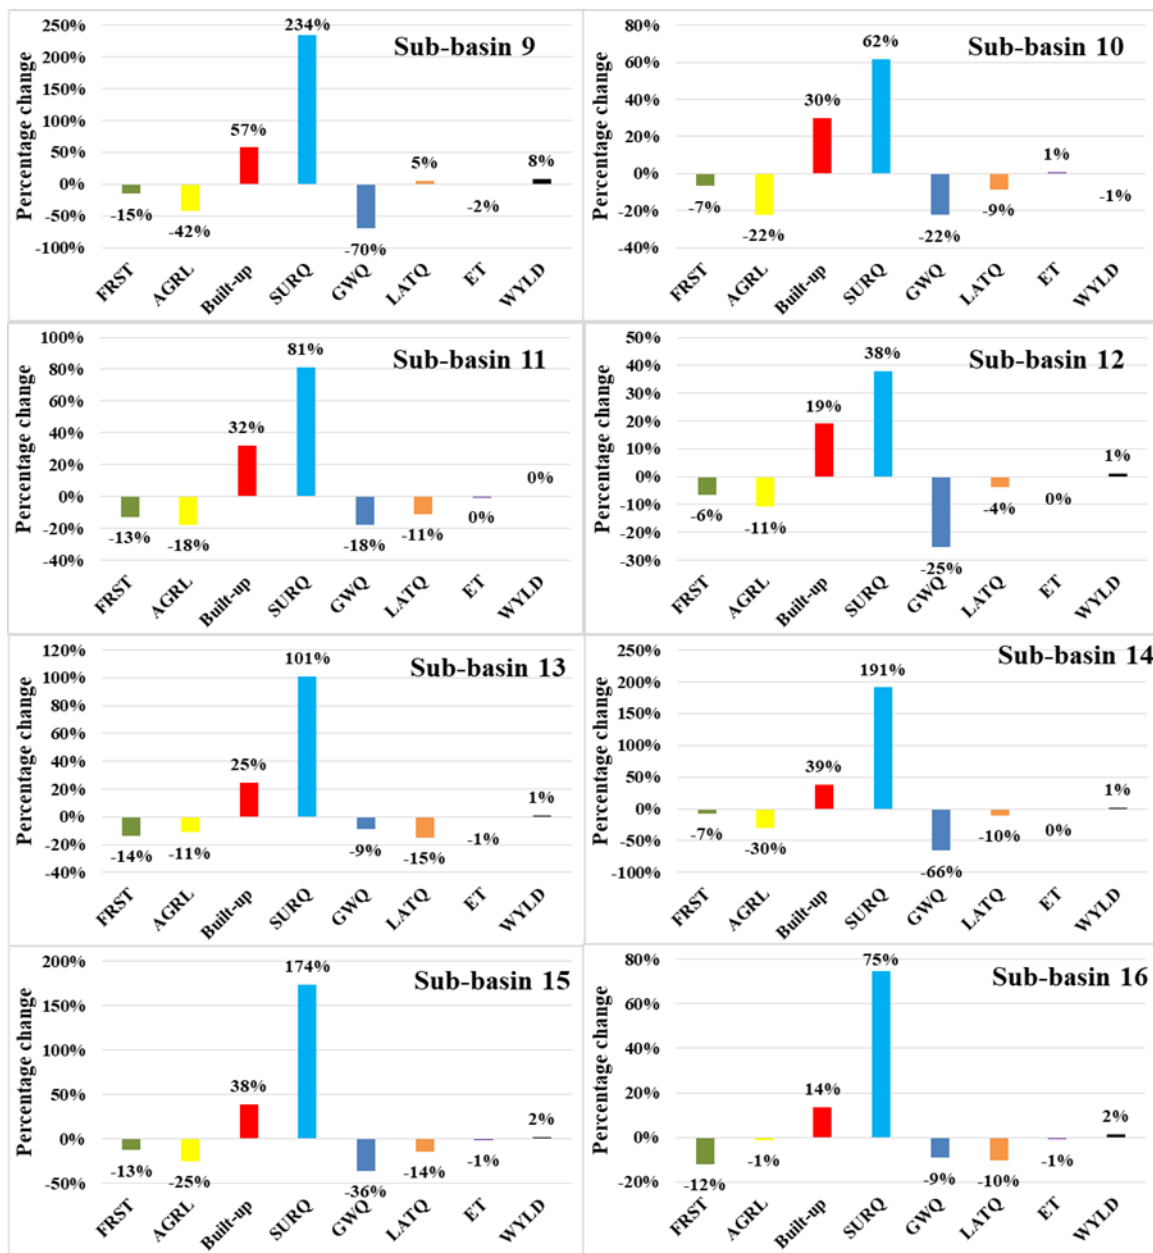 Sub-basin 9
Percentage change
250%
200%
150%
100%
50%
0%
-50%
-100%
-15%
-42%
57%
234%
-70%
5%
-2%
8%
FRST
AGRL
Built-up
SURQ
GWQ
LATQ
ET
WYLD
Sub-basin 10
Percentage change
80%
60%
40%
20%
0%
-20%
-40%
-7%
-22%
30%
62%
-22%
-9%
1%
-1%
FRST
AGRL
Built-up
SURQ
GWQ
LATQ
ET
WYLD
Sub-basin 11
Percentage change
100%
80%
60%
40%
20%
0%
-20%
-40%
-13%
-18%
32%
81%
-18%
-11%
0%
0%
FRST
AGRL
Built-up
SURQ
GWQ
LATQ
ET
WYLD
Sub-basin 12
Percentage change
50%
40%
30%
20%
10%
0%
-10%
-20%
-30%
-6%
-11%
19%
38%
-25%
-4%
0%
1%
FRST
AGRL
Built-up
SURQ
GWQ
LATQ
ET
WYLD
Sub-basin 13
Percentage change
120%
100%
80%
60%
40%
20%
0%
-20%
-40%
-14%
-11%
25%
101%
-9%
-15%
-1%
1%
FRST
AGRL
Built-up
SURQ
GWQ
LATQ
ET
WYLD
Sub-basin 14
Percentage change
250%
200%
150%
100%
50%
0%
-50%
-100%
-7%
-30%
39%
191%
-66%
-10%
0%
1%
FRST
AGRL
Built-up
SURQ
GWQ
LATQ
ET
WYLD
Sub-basin 15
Percentage change
200%
150%
100%
50%
0%
-50%
-13%
-25%
38%
174%
-36%
-14%
-1%
2%
FRST
AGRL
Built-up
SURQ
GWQ
LATQ
ET
WYLD
Sub-basin 16
Percentage change
80%
60%
40%
20%
0%
-20%
-12%
-1%
14%
75%
-9%
-10%
-1%
2%
FRST
AGRL
Built-up
SURQ
GWQ
LATQ
ET
WYLD